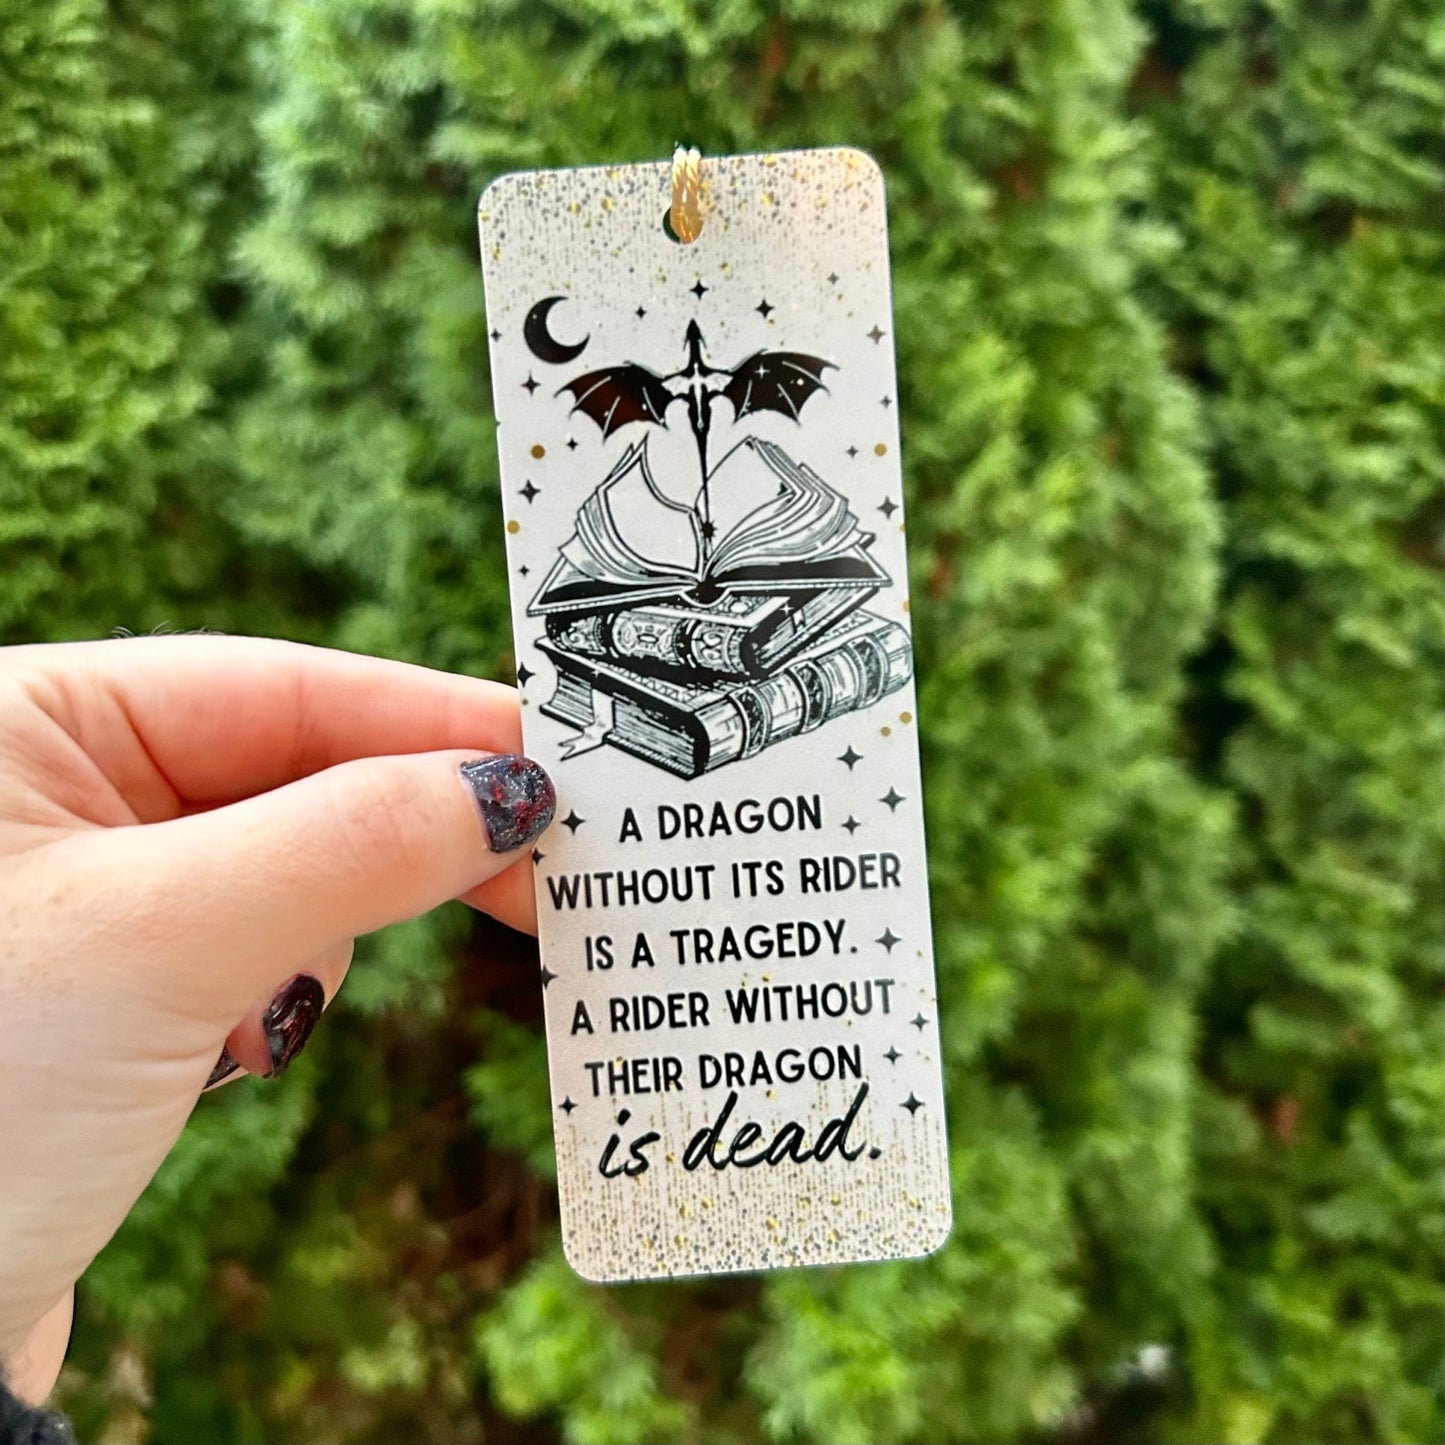 A DRAGON
WITHOUT ITS RIDER
IS A TRAGEDY.
A RIDER WITHOUT
THEIR DRAGON
is dead.